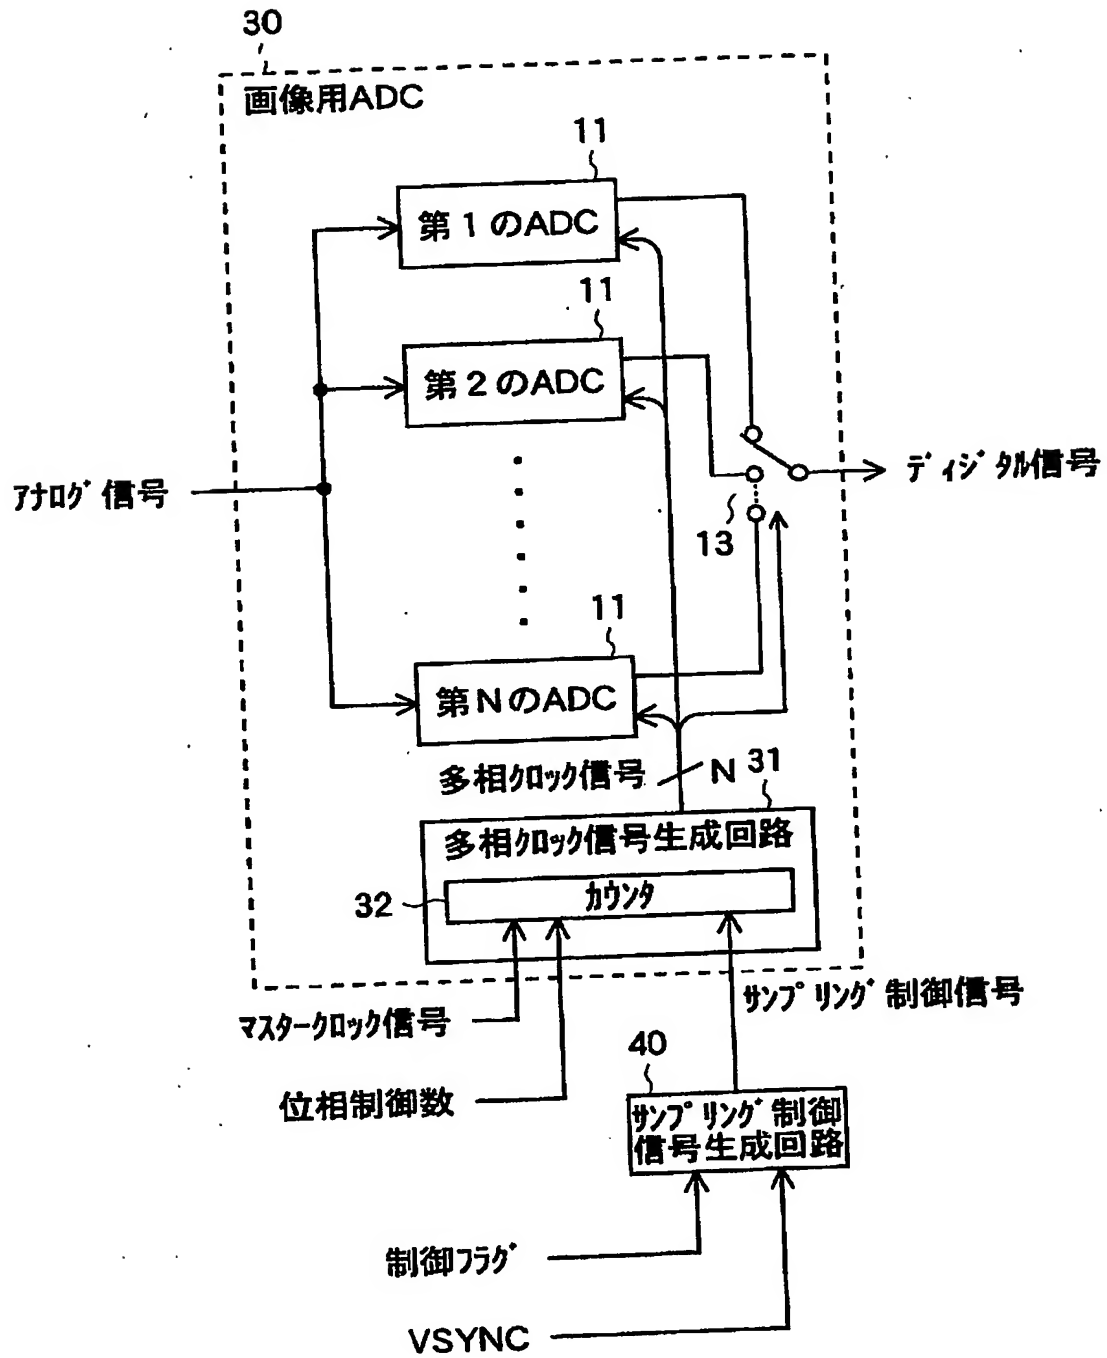 30
画像用ADC
11
第1のADC
11
第2のADC
アナログ信号
ディジタル信号
13
11
第NのADC
多相クロック信号
N
31
多相クロック信号生成回路
32
カウンタ
マスタークロック信号
サンプリング制御信号
40
位相制御数
サンプリング制御
信号生成回路
制御フラグ
VSYNC